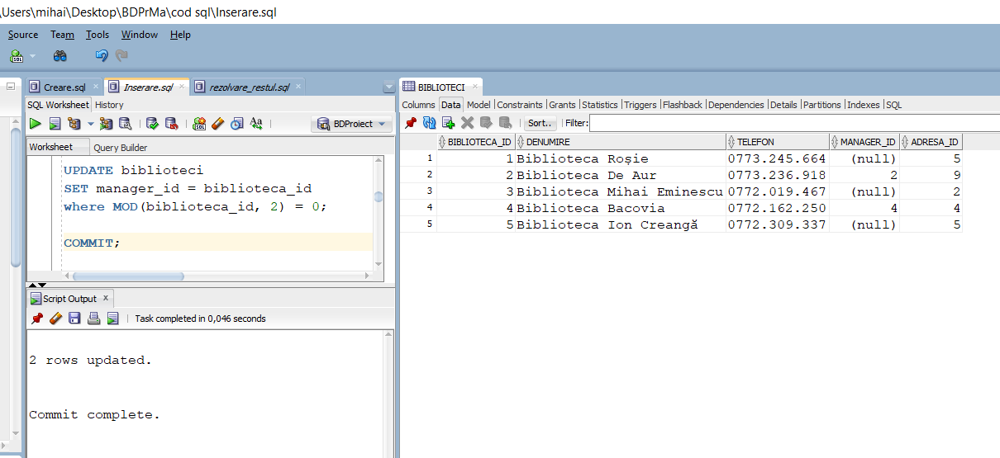 \Users\mihai\Desktop\BDPrMa\cod sql\Inserare.sql
Source Team Tools Window Help
SQL
Creare.sql × Inserare.sql × rezolvare_restul.sql ×
SQL Worksheet History
SQL Aa BDProiect
Worksheet Query Builder
UPDATE biblioteci
SET manager_id = biblioteca_id
where MOD(biblioteca_id, 2) = 0;
COMMIT;
Script Output ×
Task completed in 0,046 seconds
2 rows updated.
Commit complete.
BIBLIOTECI ×
Columns Data Model Constraints Grants Statistics Triggers Flashback Dependencies Details Partitions Indexes SQL
Sort.. Filter:
BIBLIOTECA_ID DENUMIRE TELEFON MANAGER_ID ADRESA_ID
1 1 Biblioteca Roșie 0773.245.664 (null) 5
2 2 Biblioteca De Aur 0773.236.918 2 9
3 3 Biblioteca Mihai Eminescu 0772.019.467 (null) 2
4 4 Biblioteca Bacovia 0772.162.250 4 4
5 5 Biblioteca Ion Creangă 0772.309.337 (null) 5